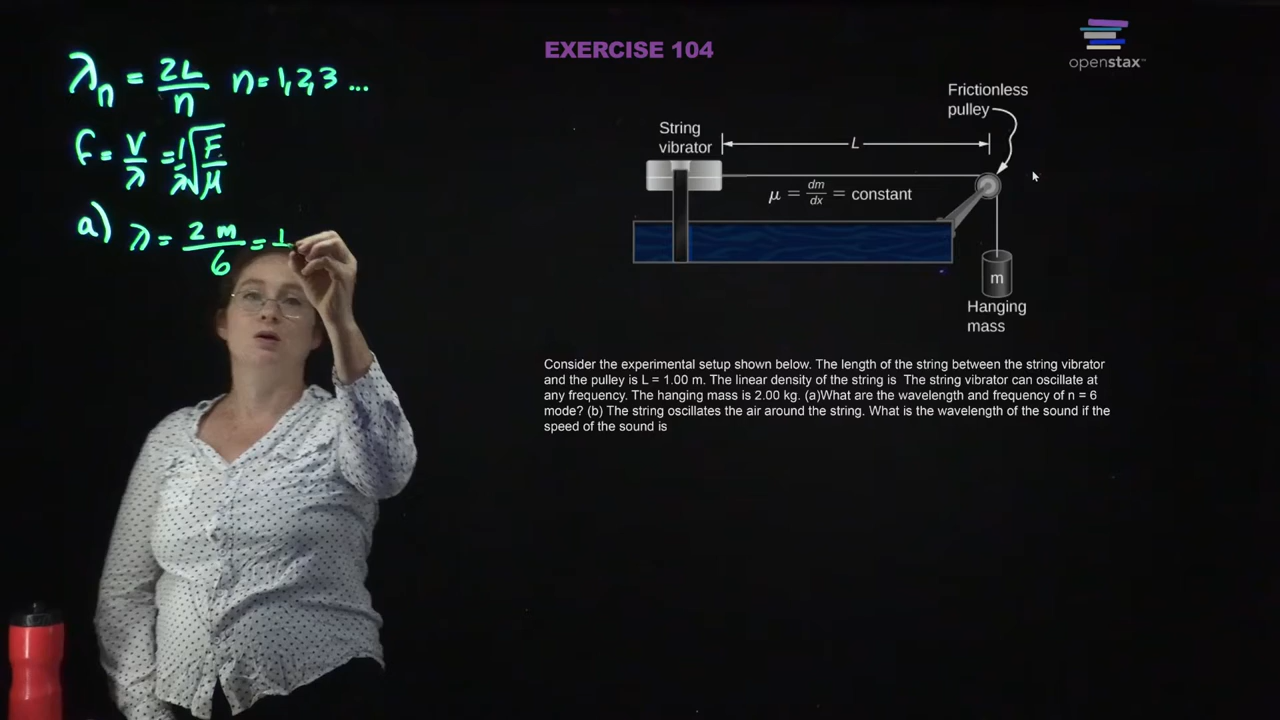 λn = 2L/n n=1,2,3 ...
f = v/λ = 1/λ √(F/μ)
a) λ = 2 m/6 = 1
EXERCISE 104
openstax™
Frictionless
pulley
String
vibrator
L
μ = dm/dx = constant
m
Hanging
mass
Consider the experimental setup shown below. The length of the string between the string vibrator
and the pulley is L = 1.00 m. The linear density of the string is The string vibrator can oscillate at
any frequency. The hanging mass is 2.00 kg. (a)What are the wavelength and frequency of n = 6
mode? (b) The string oscillates the air around the string. What is the wavelength of the sound if the
speed of the sound is